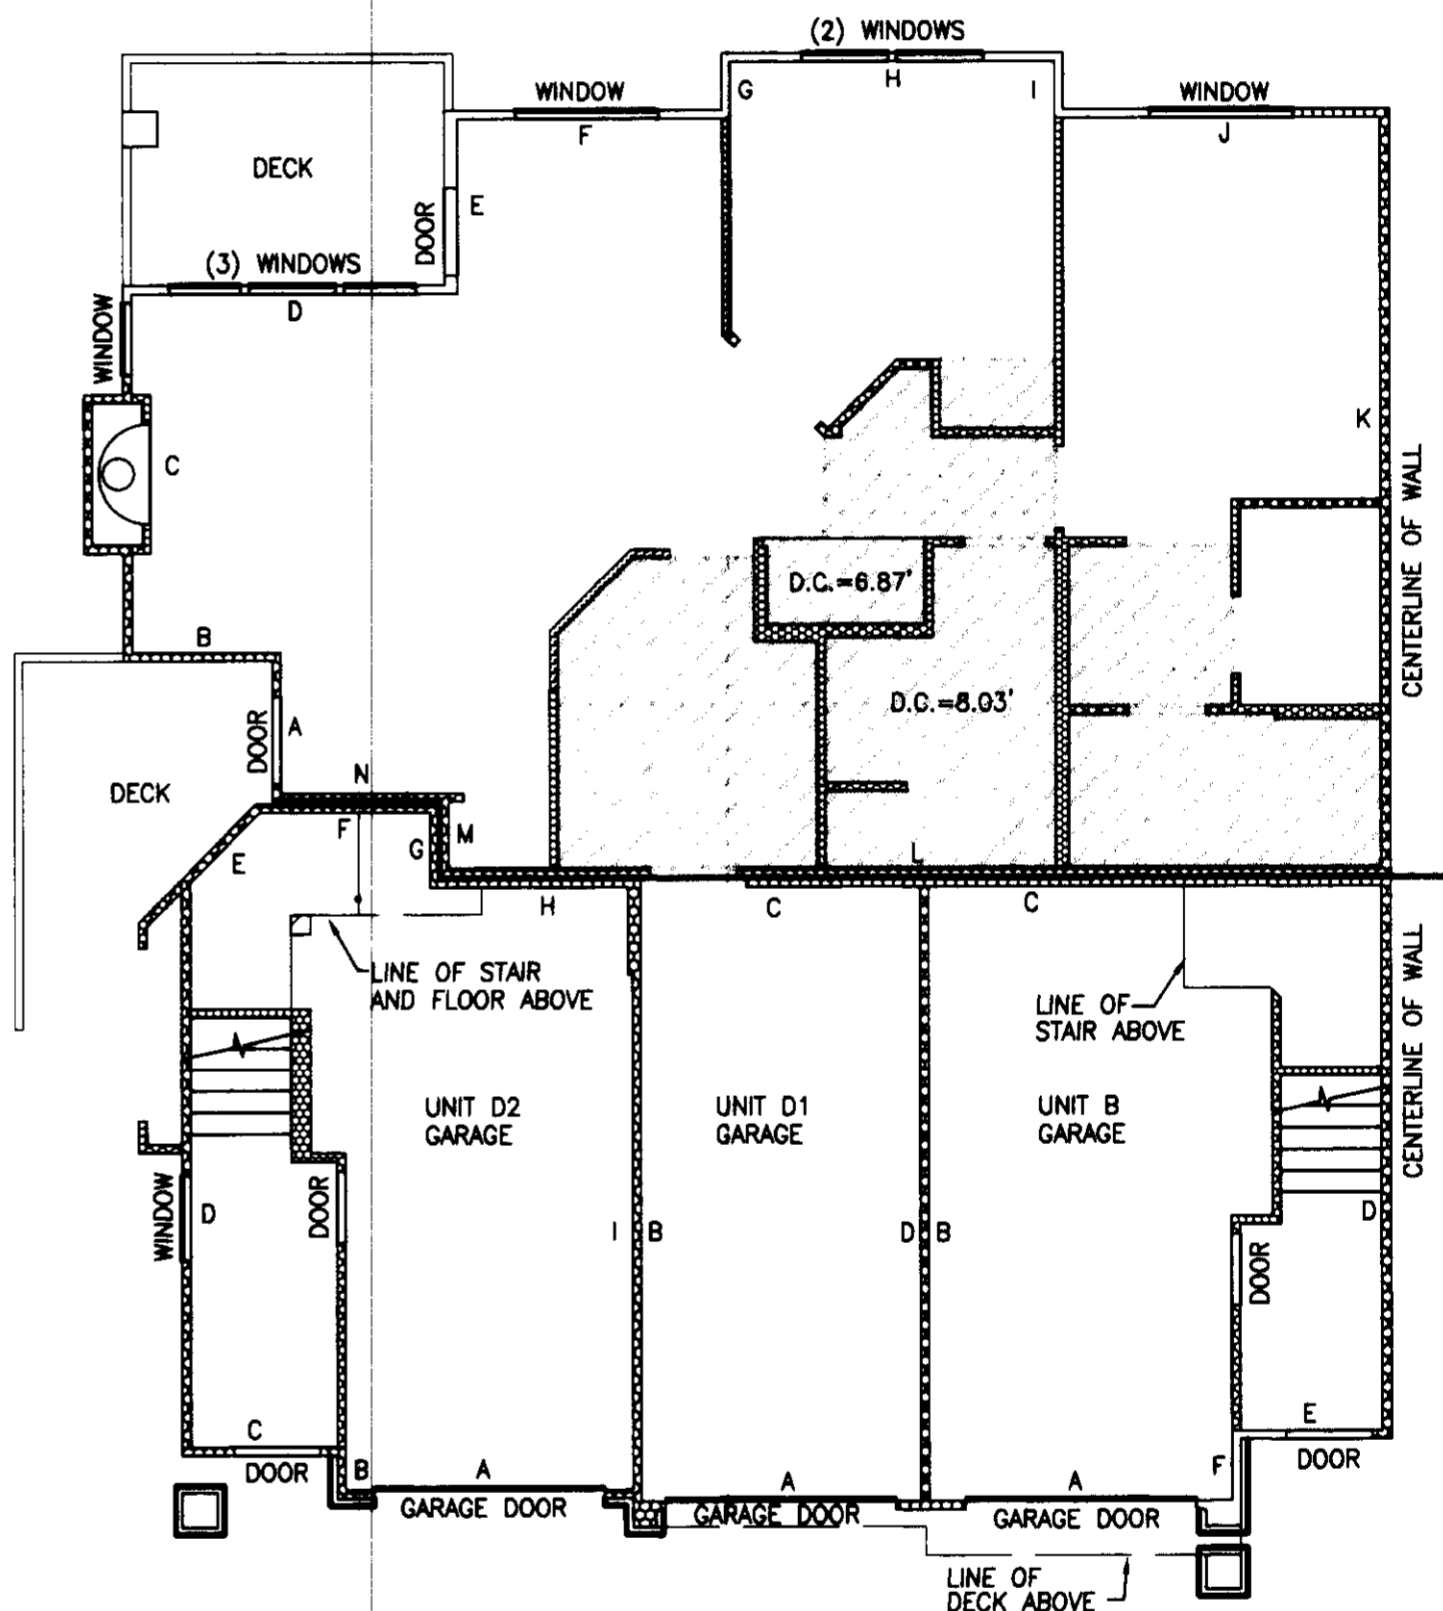 (2) WINDOWS
H
G
I
WINDOW
F
WINDOW
J
DECK
DOOR
E
(3) WINDOWS
D
WINDOW
C
K
CENTERLINE OF WALL
D.C.=6.87'
B
D.C.=8.03'
DOOR
A
DECK
N
F
M
G
E
L
H
C
C
LINE OF STAIR
AND FLOOR ABOVE
LINE OF
STAIR ABOVE
CENTERLINE OF WALL
UNIT D2
GARAGE
UNIT D1
GARAGE
UNIT B
GARAGE
WINDOW
D
DOOR
I
B
D
B
D
DOOR
C
DOOR
B
A
GARAGE DOOR
A
GARAGE DOOR
A
GARAGE DOOR
F
E
DOOR
LINE OF
DECK ABOVE